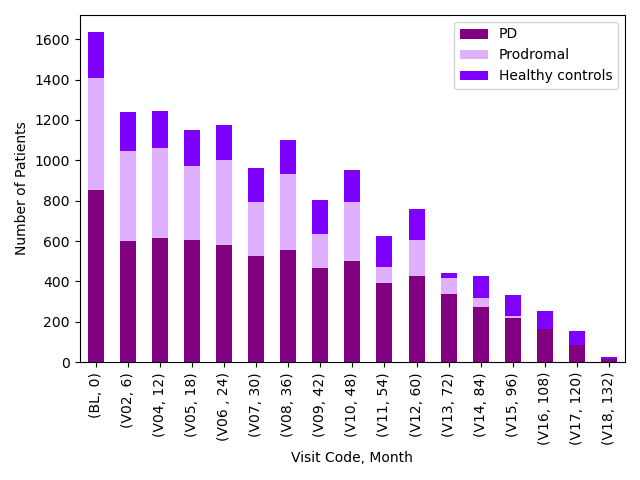 PD
Prodromal
Healthy controls
Number of Patients
1600
1400
1200
1000
800
600
400
200
0
(BL, 0)
(V02, 6)
(V04, 12)
(V05, 18)
(V06 , 24)
(V07, 30)
(V08, 36)
(V09, 42)
(V10, 48)
(V11, 54)
(V12, 60)
(V13, 72)
(V14, 84)
(V15, 96)
(V16, 108)
(V17, 120)
(V18, 132)
Visit Code, Month